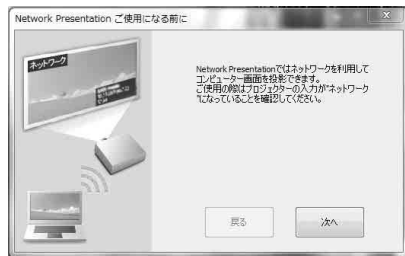 Network Presentation ご使用になる前に
ネットワーク
Network Presentationではネットワークを利用して
コンピューター画面を投影できます。
ご使用の際はプロジェクターの入力が"ネットワーク
"になっていることを確認してください。
戻る
次へ